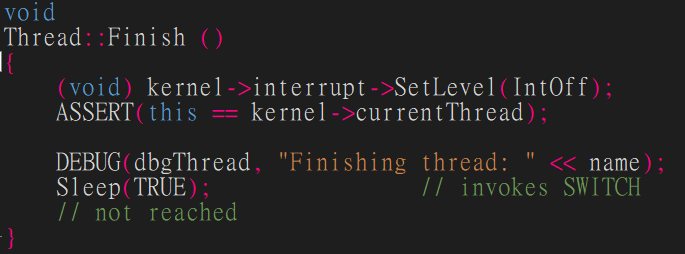 void
Thread::Finish ()
{
    (void) kernel->interrupt->SetLevel(IntOff);
    ASSERT(this == kernel->currentThread);

    DEBUG(dbgThread, "Finishing thread: " << name);
    Sleep(TRUE);                // invokes SWITCH
    // not reached
}